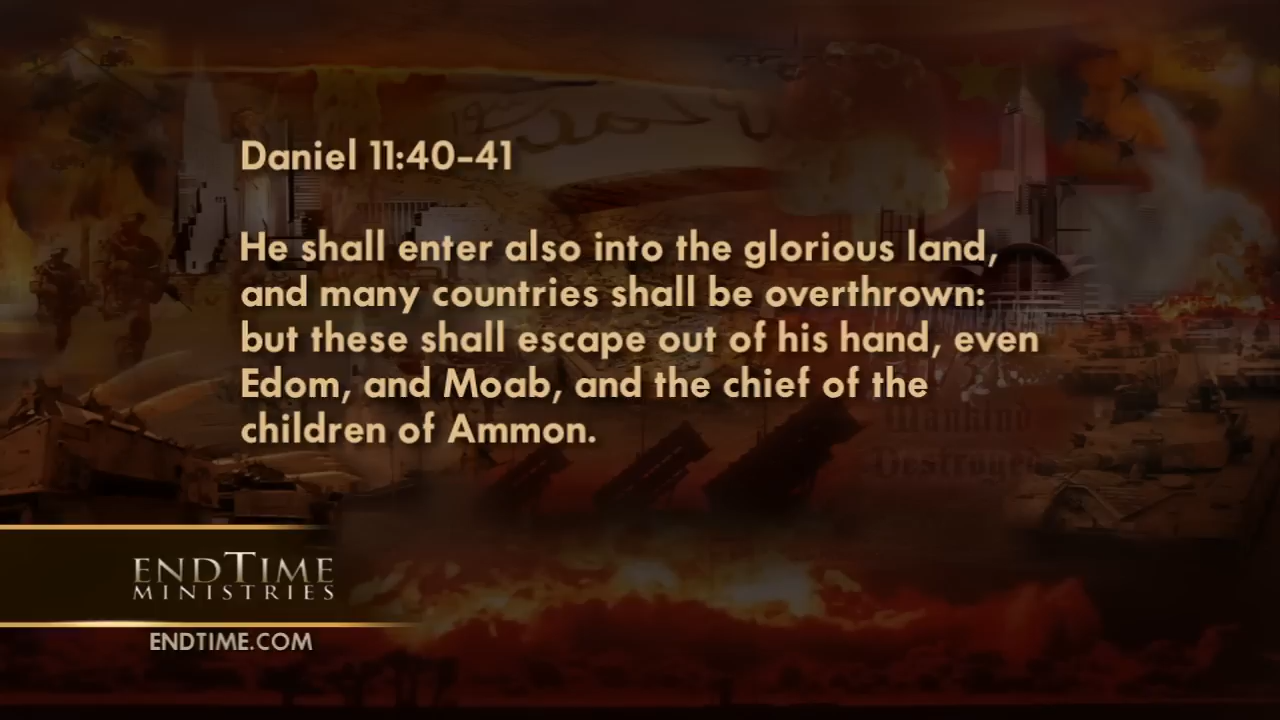 Daniel 11:40-41
He shall enter also into the glorious land,
and many countries shall be overthrown:
but these shall escape out of his hand, even
Edom, and Moab, and the chief of the
children of Ammon.
Mankind
Destroyed
ENDTIME
MINISTRIES
ENDTIME.COM